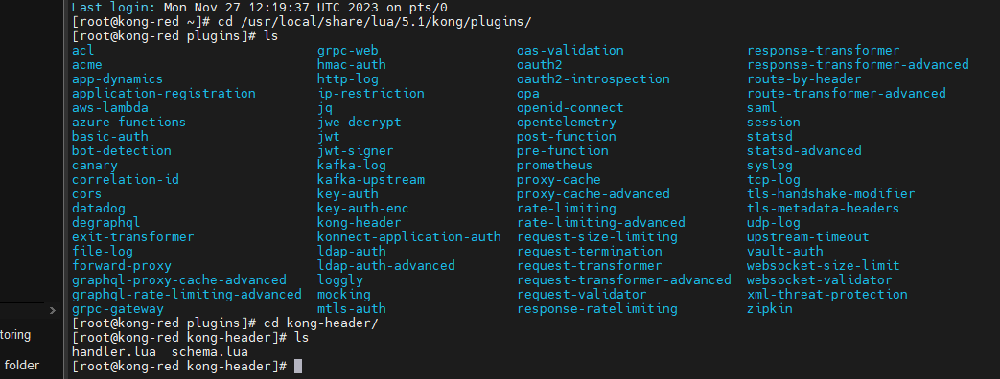 Last login: Mon Nov 27 12:19:37 UTC 2023 on pts/0
[root@kong-red ~]# cd /usr/local/share/lua/5.1/kong/plugins/
[root@kong-red plugins]# ls
acl grpc-web oas-validation response-transformer
acme hmac-auth oauth2 response-transformer-advanced
app-dynamics http-log oauth2-introspection route-by-header
application-registration ip-restriction opa route-transformer-advanced
aws-lambda jq openid-connect saml
azure-functions jwe-decrypt opentelemetry session
basic-auth jwt post-function statsd
bot-detection jwt-signer pre-function statsd-advanced
canary kafka-log prometheus syslog
correlation-id kafka-upstream proxy-cache tcp-log
cors key-auth proxy-cache-advanced tls-handshake-modifier
datadog key-auth-enc rate-limiting tls-metadata-headers
degraphql kong-header rate-limiting-advanced udp-log
exit-transformer konnect-application-auth request-size-limiting upstream-timeout
file-log ldap-auth request-termination vault-auth
forward-proxy ldap-auth-advanced request-transformer websocket-size-limit
graphql-proxy-cache-advanced loggly request-transformer-advanced websocket-validator
graphql-rate-limiting-advanced mocking request-validator xml-threat-protection
grpc-gateway mtls-auth response-ratelimiting zipkin
[root@kong-red plugins]# cd kong-header/
[root@kong-red kong-header]# ls
handler.lua schema.lua
[root@kong-red kong-header]#
toring
folder